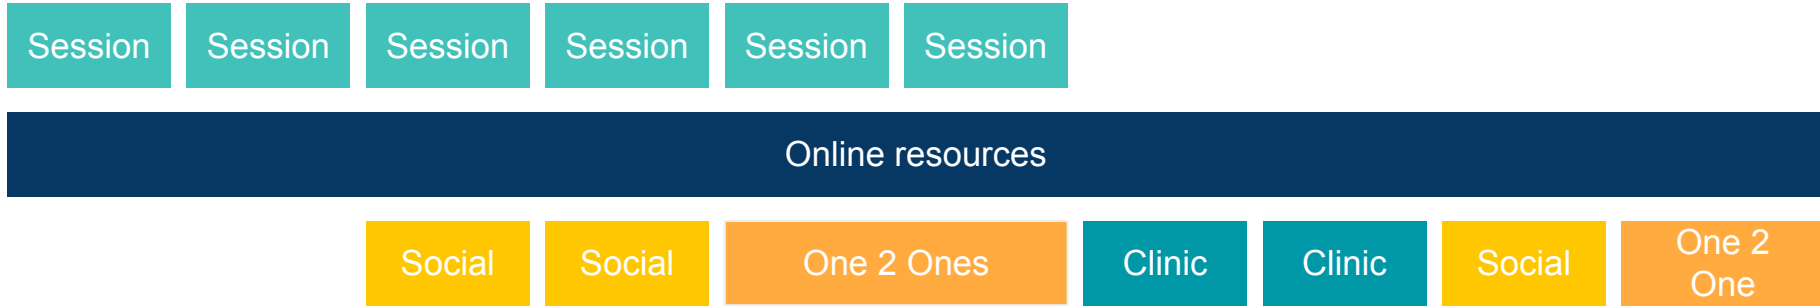 Session
Session
Session
Session
Session
Session
Online resources
Social
Social
One 2 Ones
Clinic
Clinic
Social
One 2
One